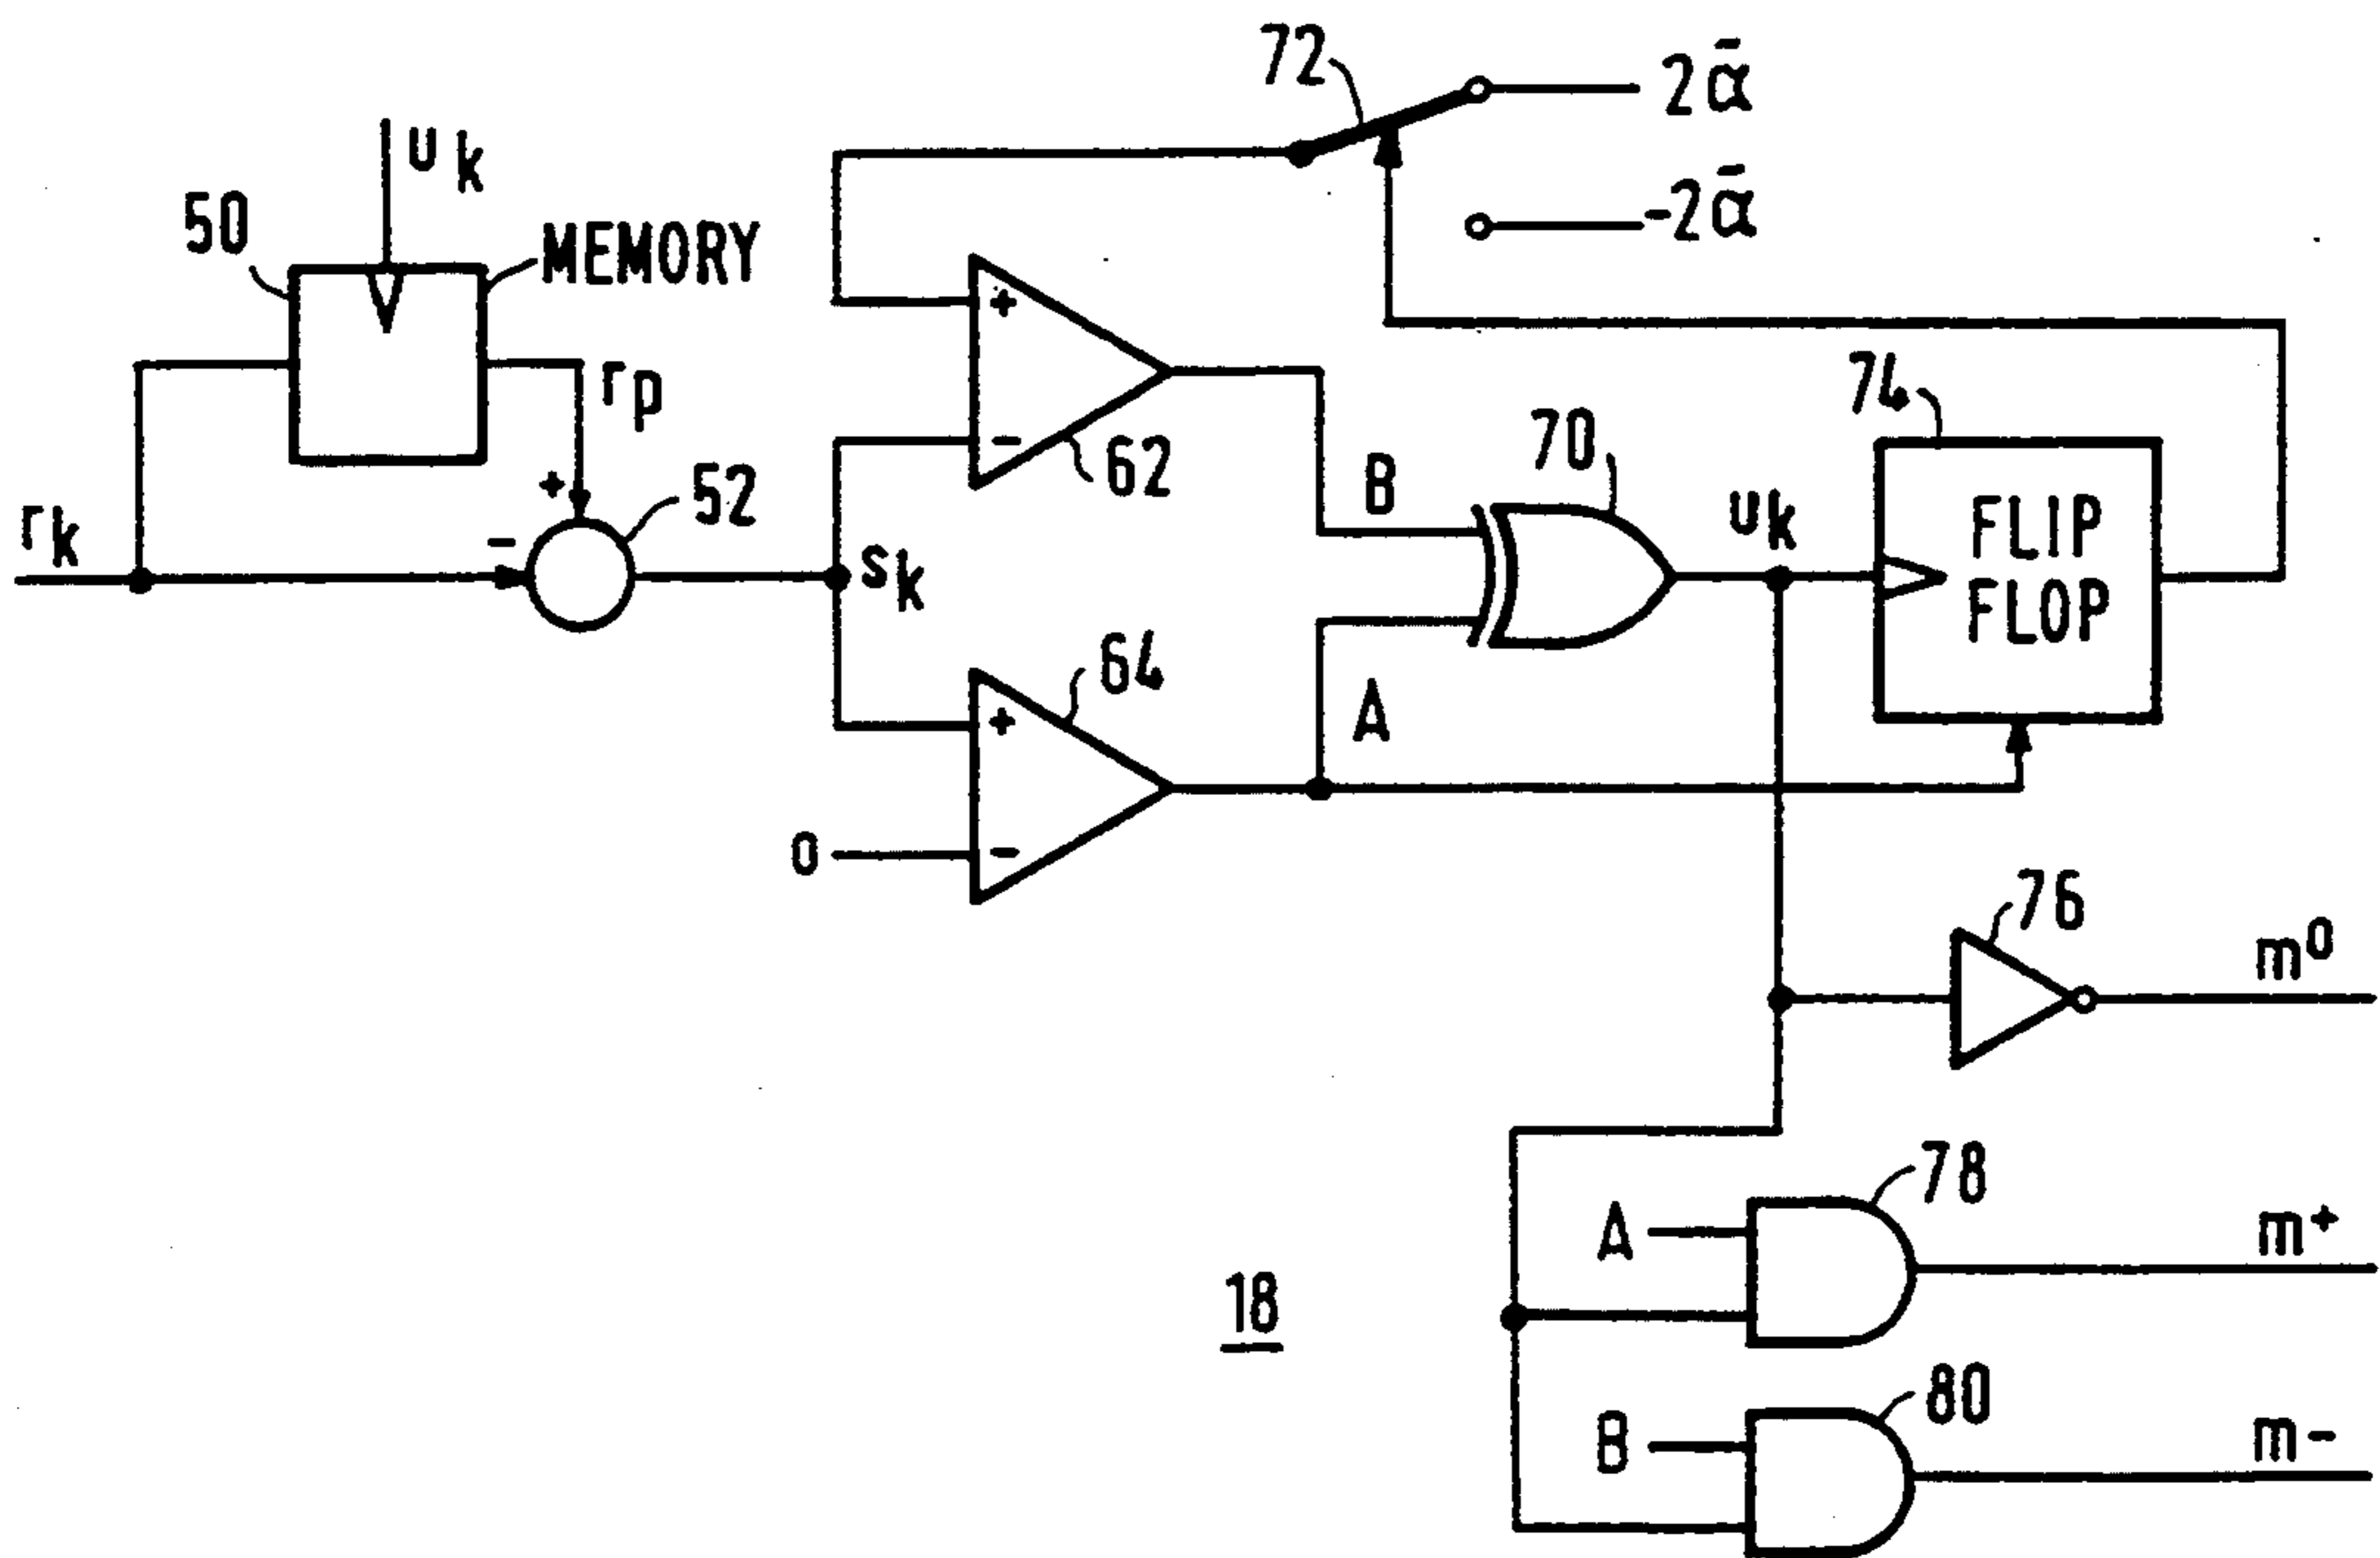 72
2ᾱ
u k
-2ᾱ
50
MEMORY
+
rp
74
-
62
70
+
52
B
uk
FLIP
FLOP
rk
-
sk
64
+
A
76
0
-
m⁰
78
A
m+
18
80
B
m-